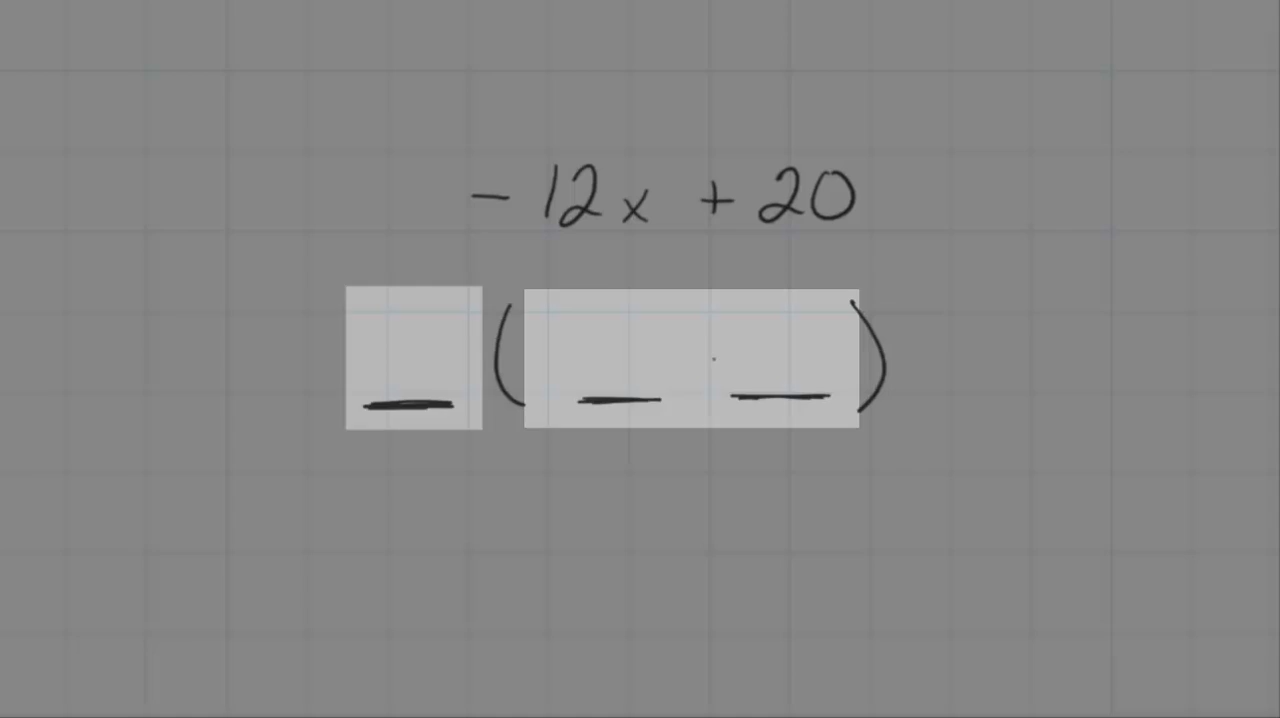 - 12x + 20
_ ( _ _ )